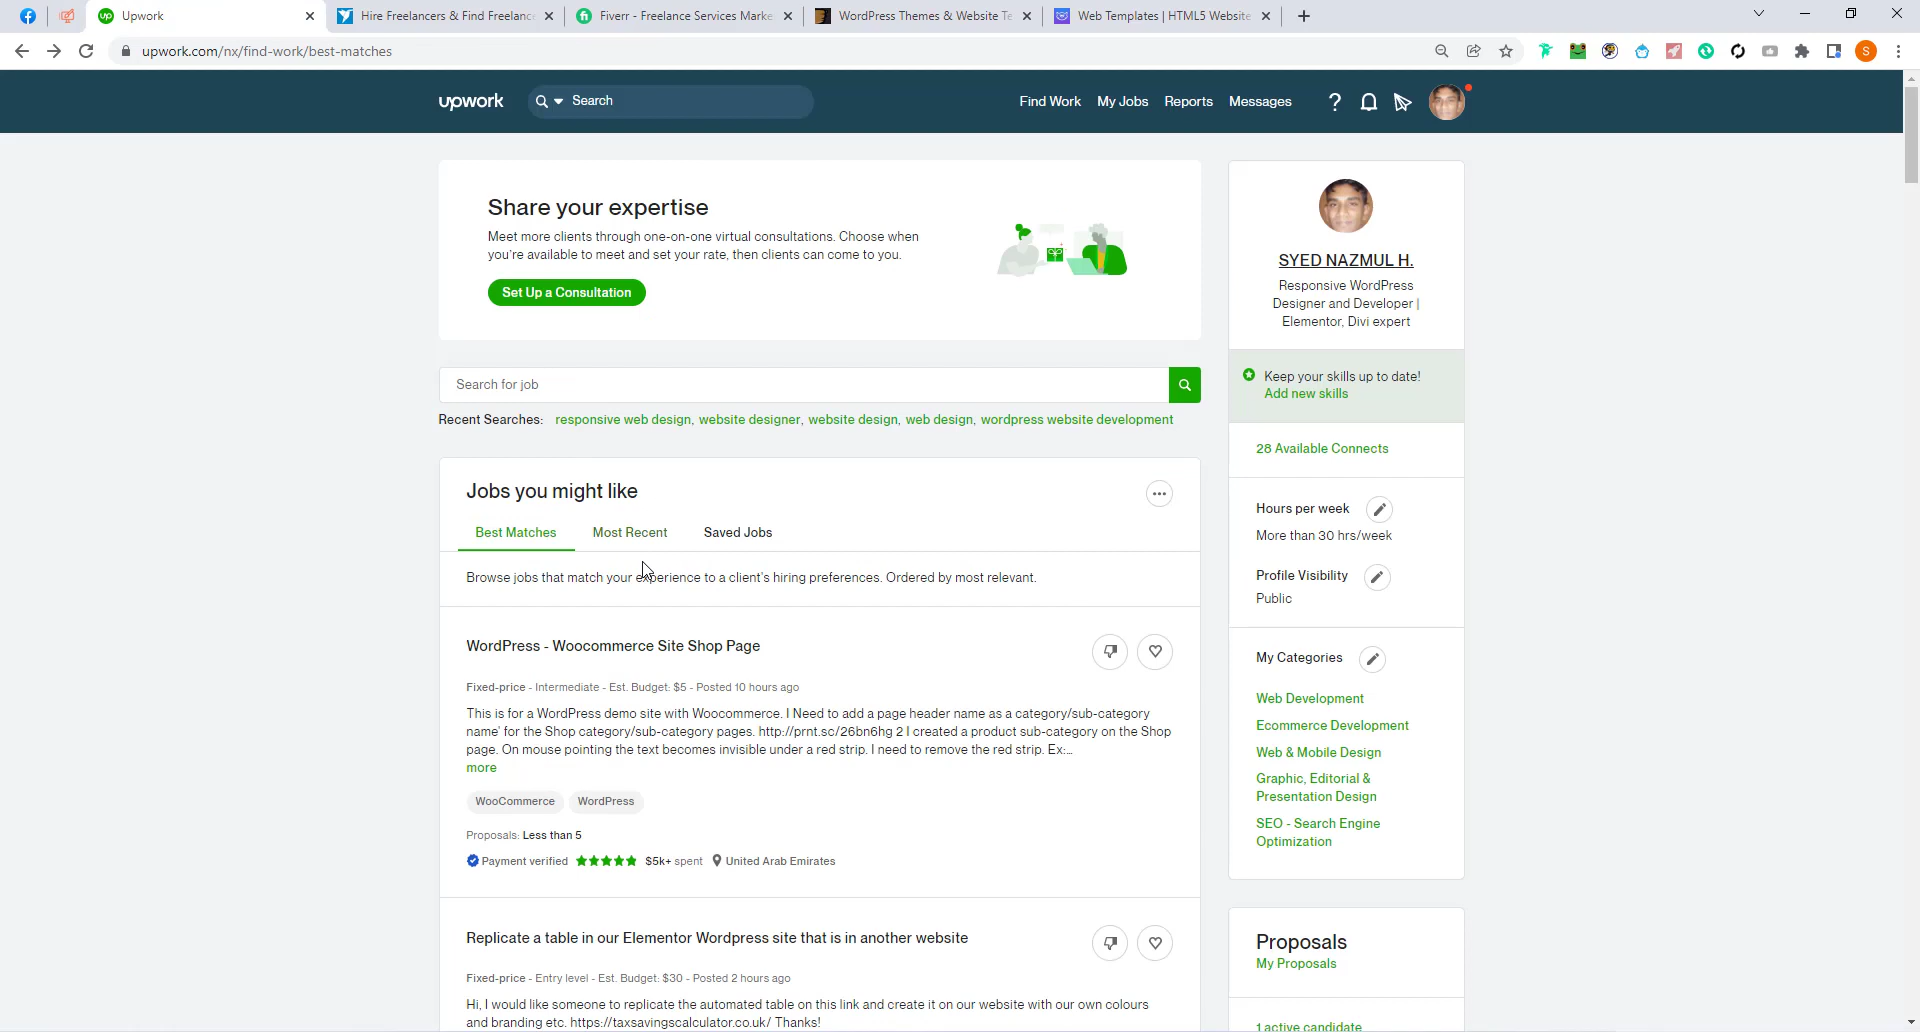 Upwork
Hire Freelancers & Find Freelance
Fiverr - Freelance Services Marke
WordPress Themes & Website Te
Web Templates | HTML5 Website
upwork.com/nx/find-work/best-matches
S
upwork
Search
Find Work
My Jobs
Reports
Messages
?
Share your expertise
Meet more clients through one-on-one virtual consultations. Choose when
you're available to meet and set your rate, then clients can come to you.
Set Up a Consultation
Search for job
Recent Searches: responsive web design, website designer, website design, web design, wordpress website development
Jobs you might like
Best Matches
Most Recent
Saved Jobs
Browse jobs that match your experience to a client's hiring preferences. Ordered by most relevant.
WordPress - Woocommerce Site Shop Page
Fixed-price - Intermediate - Est. Budget: $5 - Posted 10 hours ago
This is for a WordPress demo site with Woocommerce. I Need to add a page header name as a category/sub-category
name' for the Shop category/sub-category pages. http://prnt.sc/26bn6hg 2 I created a product sub-category on the Shop
page. On mouse pointing the text becomes invisible under a red strip. I need to remove the red strip. Ex:...
more
WooCommerce
WordPress
Proposals: Less than 5
Payment verified
$5k+ spent
United Arab Emirates
Replicate a table in our Elementor Wordpress site that is in another website
Fixed-price - Entry level - Est. Budget: $30 - Posted 2 hours ago
Hi, I would like someone to replicate the automated table on this link and create it on our website with our own colours
and branding etc. https://taxsavingscalculator.co.uk/ Thanks!
SYED NAZMUL H.
Responsive WordPress
Designer and Developer |
Elementor, Divi expert
Keep your skills up to date!
Add new skills
28 Available Connects
Hours per week
More than 30 hrs/week
Profile Visibility
Public
My Categories
Web Development
Ecommerce Development
Web & Mobile Design
Graphic, Editorial &
Presentation Design
SEO - Search Engine
Optimization
Proposals
My Proposals
1 active candidate